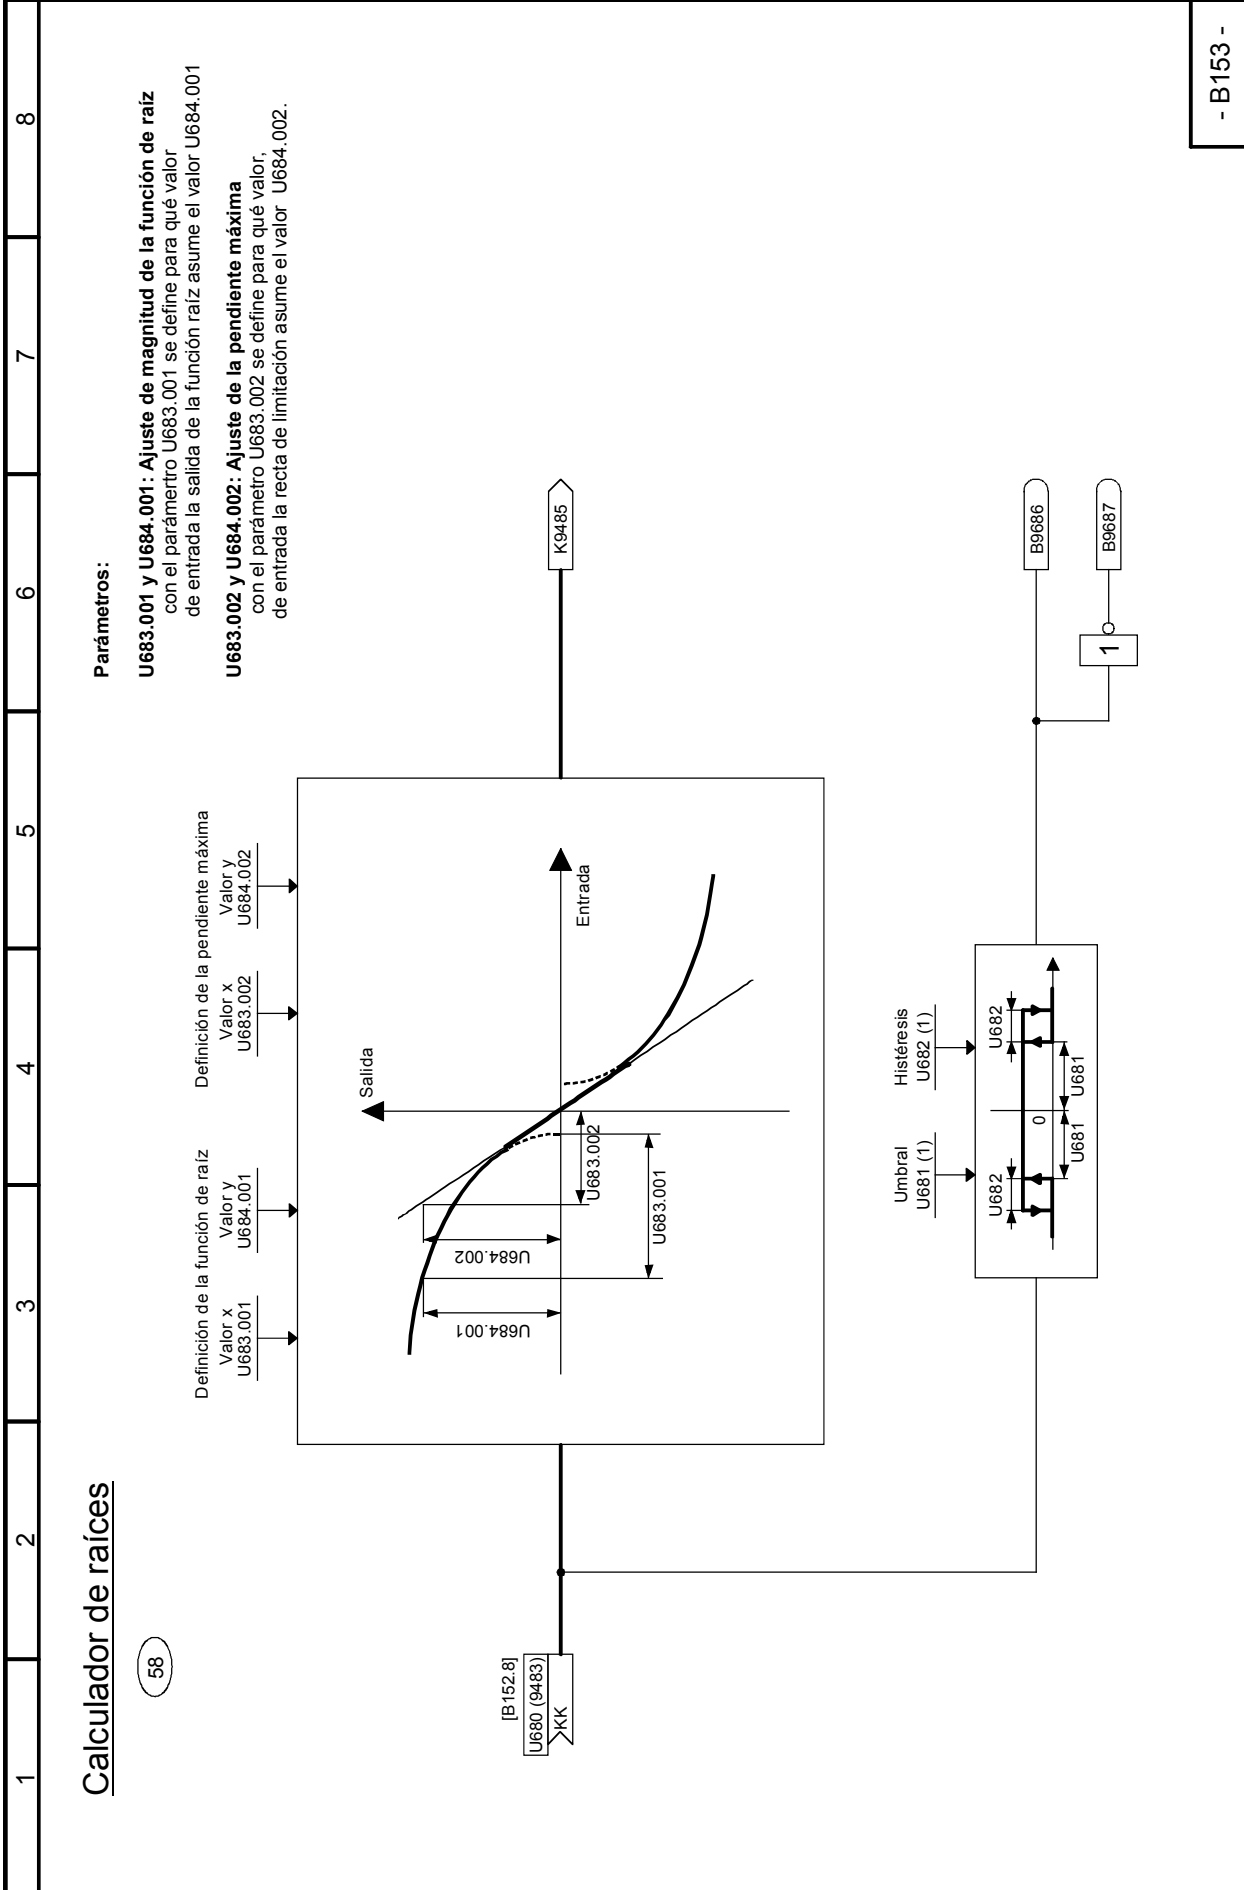 1
2
3
4
5
6
7
8
Calculador de raíces
58
Parámetros:
U683.001 y U684.001: Ajuste de magnitud de la función de raíz
con el parámertro U683.001 se define para qué valor
de entrada la salida de la función raíz asume el valor U684.001
U683.002 y U684.002: Ajuste de la pendiente máxima
con el parámetro U683.002 se define para qué valor,
de entrada la recta de limitación asume el valor U684.002.
Definición de la función de raíz
Valor x
U683.001
Valor y
U684.001
Definición de la pendiente máxima
Valor x
U683.002
Valor y
U684.002
Salida
Entrada
U684.001
U684.002
U683.002
U683.001
[B152.8]
U680 (9483)
KK
K9485
Umbral
U681 (1)
Histéresis
U682 (1)
U682
U682
0
U681
U681
1
B9686
B9687
- B153 -